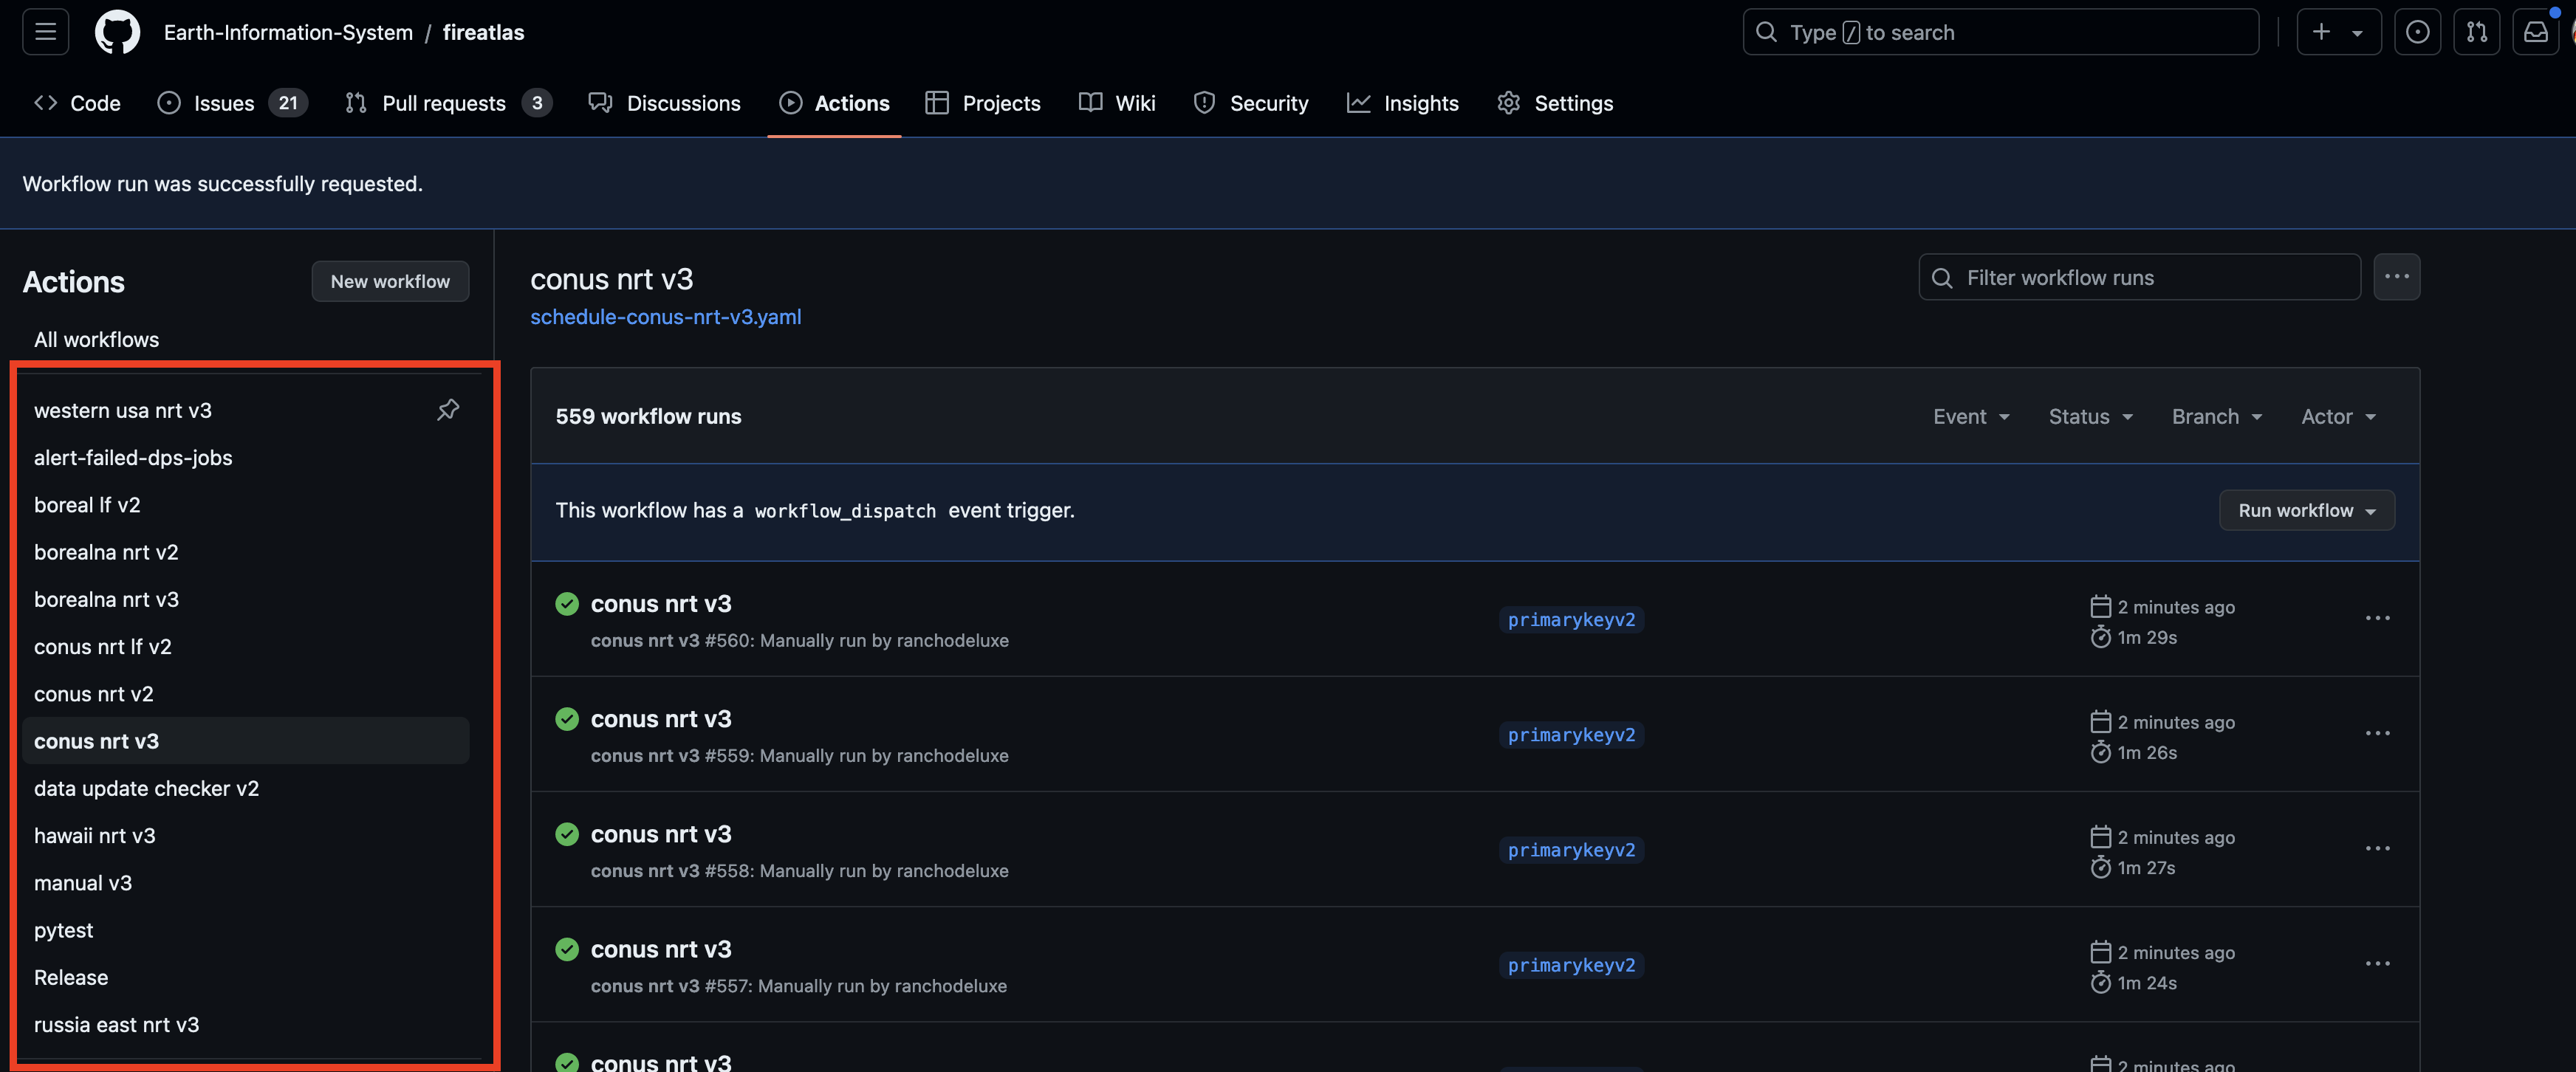 Earth-Information-System / fireatlas
Type / to search
Code
Issues 21
Pull requests 3
Discussions
Actions
Projects
Wiki
Security
Insights
Settings
Workflow run was successfully requested.
Actions
New workflow
All workflows
western usa nrt v3
alert-failed-dps-jobs
boreal lf v2
borealna nrt v2
borealna nrt v3
conus nrt lf v2
conus nrt v2
conus nrt v3
data update checker v2
hawaii nrt v3
manual v3
pytest
Release
russia east nrt v3
conus nrt v3
schedule-conus-nrt-v3.yaml
Filter workflow runs
559 workflow runs
Event
Status
Branch
Actor
This workflow has a workflow_dispatch event trigger.
Run workflow
conus nrt v3
conus nrt v3 #560: Manually run by ranchodeluxe
primarykeyv2
2 minutes ago
1m 29s
conus nrt v3
conus nrt v3 #559: Manually run by ranchodeluxe
primarykeyv2
2 minutes ago
1m 26s
conus nrt v3
conus nrt v3 #558: Manually run by ranchodeluxe
primarykeyv2
2 minutes ago
1m 27s
conus nrt v3
conus nrt v3 #557: Manually run by ranchodeluxe
primarykeyv2
2 minutes ago
1m 24s
conus nrt v3
2 minutes ago